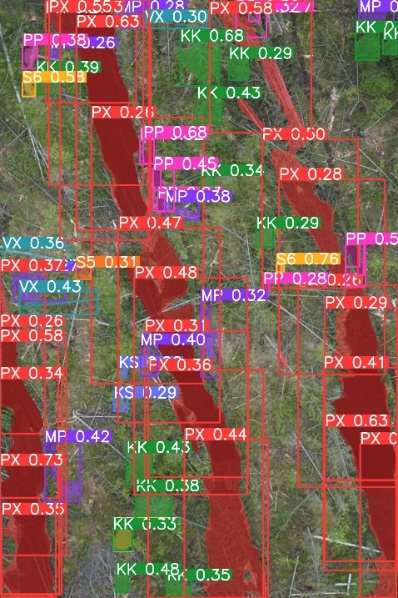 PX 0.553
MP 0.28
PX 0.58
MP 0
PX 0.63
VX 0.30
KK 0.68
KK
PP 0.38
0.26
KK 0.29
KK 0.39
S6 0.53
KK 0.43
PX 0.26
PP 0.68
PX 0.50
PP 0.45
KK 0.34
PX 0.28
MP 0.38
PX 0.47
KK 0.29
VX 0.36
PP 0.5
PX 0.37
S5 0.31
S6 0.76
PX 0.48
PP 0.28
0.26
VX 0.43
MP 0.32
PX 0.29
PX 0.26
PX 0.31
PX 0.58
MP 0.40
KS
PX 0.36
PX 0.41
PX 0.34
KS 0.29
PX 0.63
MP 0.42
PX 0.44
PX 0
KK 0.43
PX 0.73
KK 0.38
PX 0.35
KK 0.33
KK 0.48
KK 0.35